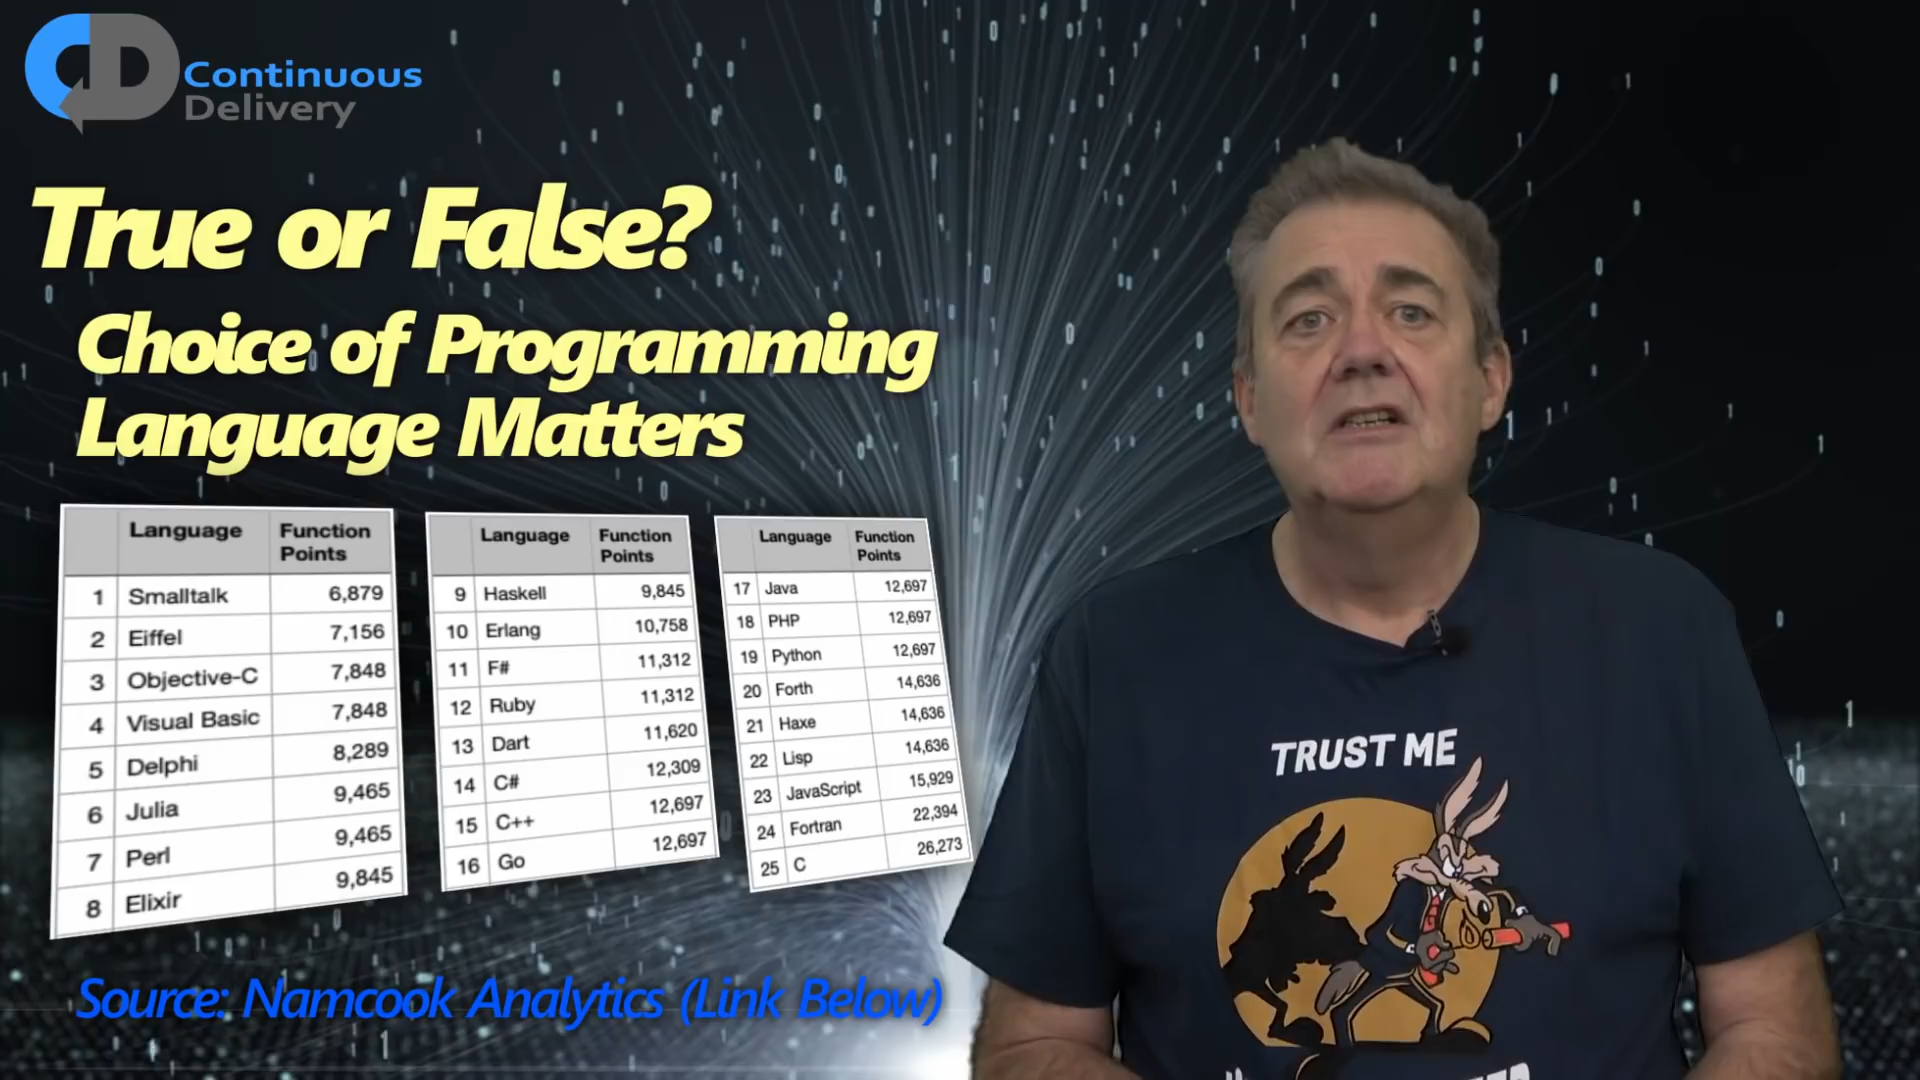 Continuous
Delivery
True or False?
Choice of Programming
Language Matters
Language Function Points
1 Smalltalk 6,879
2 Eiffel 7,156
3 Objective-C 7,848
4 Visual Basic 7,848
5 Delphi 8,289
6 Julia 9,465
7 Perl 9,465
8 Elixir 9,845
Language Function Points
9 Haskell 9,845
10 Erlang 10,758
11 F# 11,312
12 Ruby 11,312
13 Dart 11,620
14 C# 12,309
15 C++ 12,697
16 Go 12,697
Language Function Points
17 Java 12,697
18 PHP 12,697
19 Python 12,697
20 Forth 14,636
21 Haxe 14,636
22 Lisp 14,636
23 JavaScript 15,929
24 Fortran 22,394
25 C 26,273
Source: Namcook Analytics (Link Below)
TRUST ME